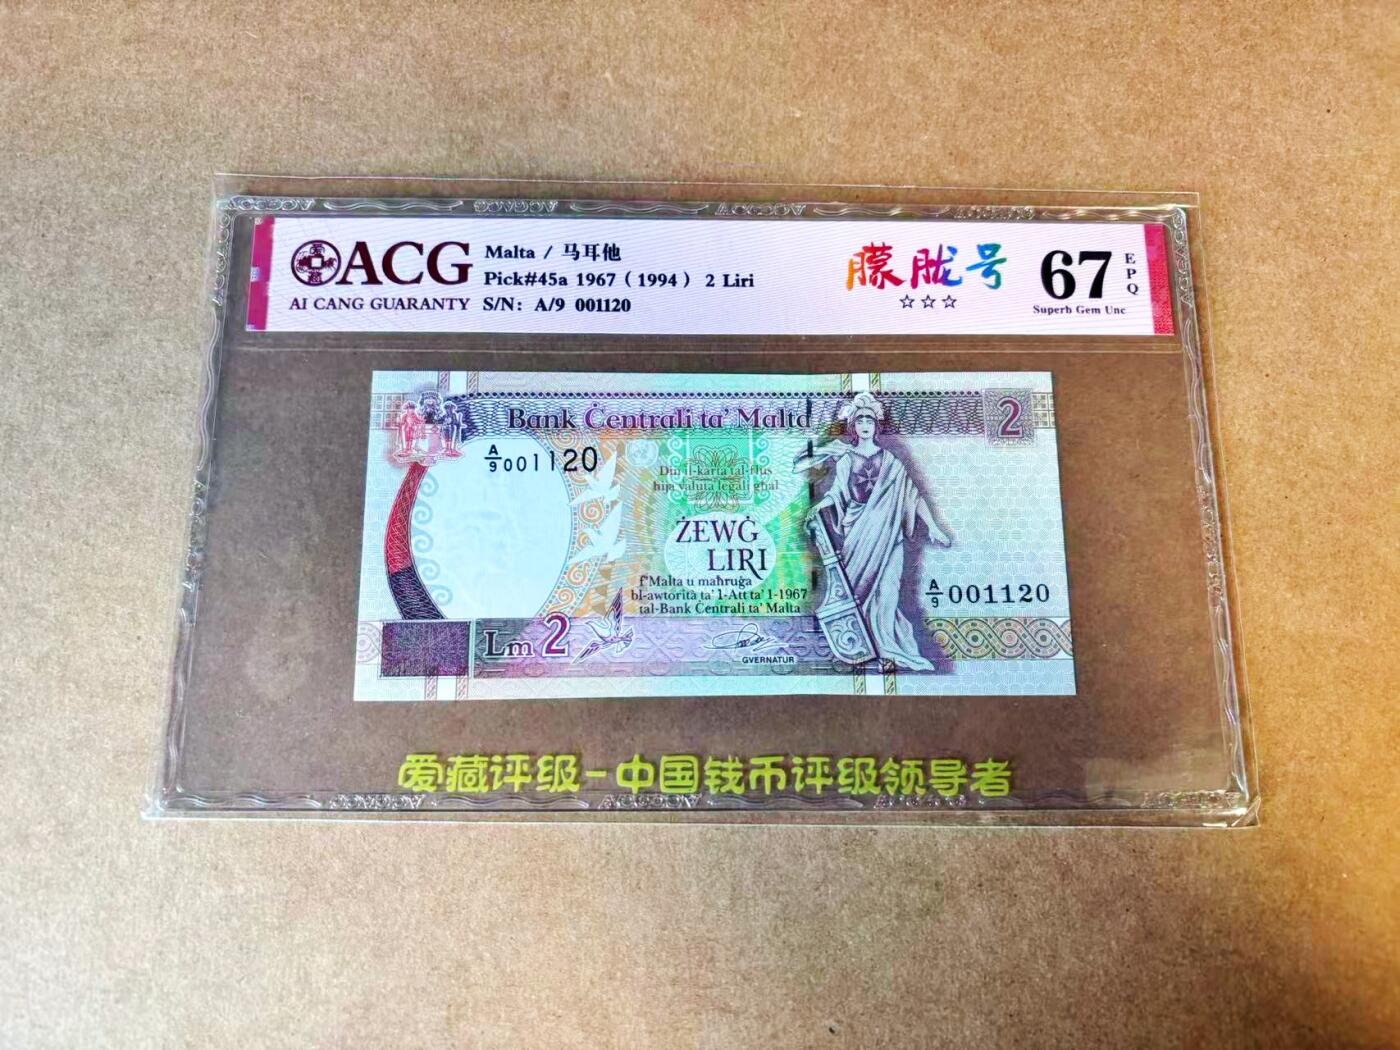 ACG
AI CANG GUARANTY
Malta / 马耳他
Pick#45a 1967 ( 1994 ) 2 Liri
S/N: A/9 001120
朦胧号
☆☆☆
67
EPQ
Superb Gem Unc
Bank Ċentrali ta' Malta
2
A/9 001120
Din il-karta tal-flus
hija valuta legali għal
ŻEWĠ
LIRI
f'Malta u maħruġa
bl-awtorità ta' l-Att ta' l-1967
tal-Bank Ċentrali ta' Malta
A/9 001120
Lm 2
GVERNATUR
爱藏评级-中国钱币评级领导者